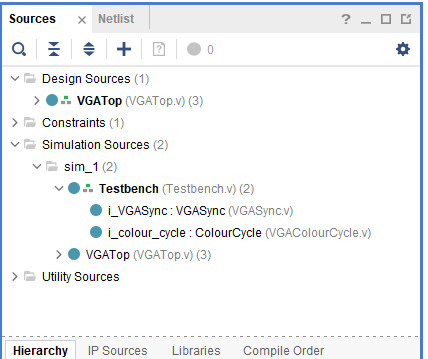 Sources × Netlist ? _ □
0
Design Sources (1)
VGATop (VGATop.v) (3)
Constraints (1)
Simulation Sources (2)
sim_1 (2)
Testbench (Testbench.v) (2)
i_VGASync : VGASync (VGASync.v)
i_colour_cycle : ColourCycle (VGAColourCycle.v)
VGATop (VGATop.v) (3)
Utility Sources
Hierarchy IP Sources Libraries Compile Order